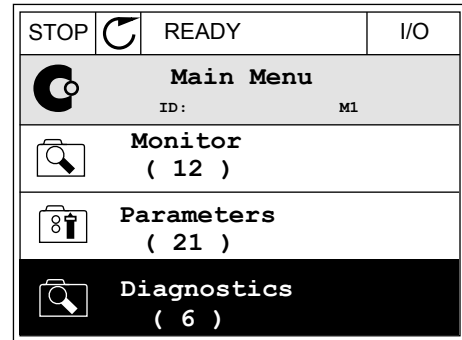 STOP READY I/O
Main Menu
ID: M1
Monitor
( 12 )
Parameters
( 21 )
Diagnostics
( 6 )